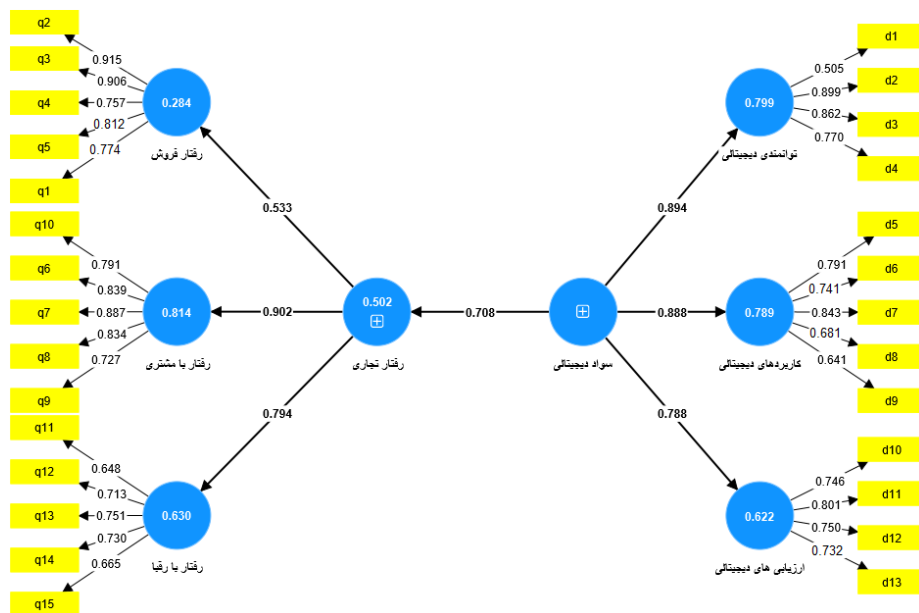 q2
q3
q4
q5
q1
0.915
0.906
0.757
0.812
0.774
0.284
رفتار فروش
q10
q6
q7
q8
q9
0.791
0.839
0.887
0.834
0.727
0.814
رفتار با مشتری
q11
q12
q13
q14
q15
0.648
0.713
0.751
0.730
0.665
0.630
رفتار با رقبا
0.533
0.902
0.794
0.502
رفتار تجاری
0.708
سواد دیجیتالی
0.894
0.888
0.788
0.799
توانمندی دیجیتالی
0.505
0.899
0.862
0.770
d1
d2
d3
d4
0.789
کاربردهای دیجیتالی
0.791
0.741
0.843
0.681
0.641
d5
d6
d7
d8
d9
0.622
ارزیابی های دیجیتالی
0.746
0.801
0.750
0.732
d10
d11
d12
d13